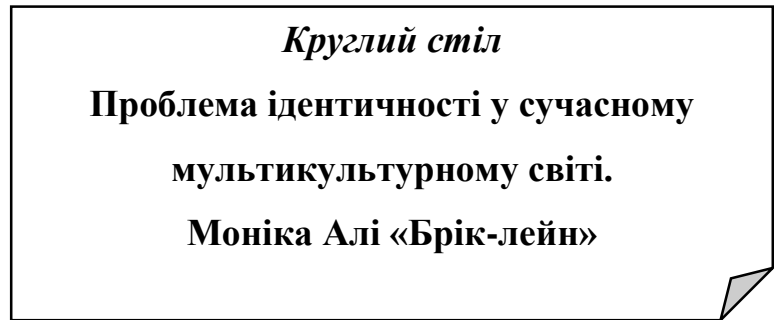 Круглий стіл
Проблема ідентичності у сучасному
мультикультурному світі.
Моніка Алі «Брік-лейн»